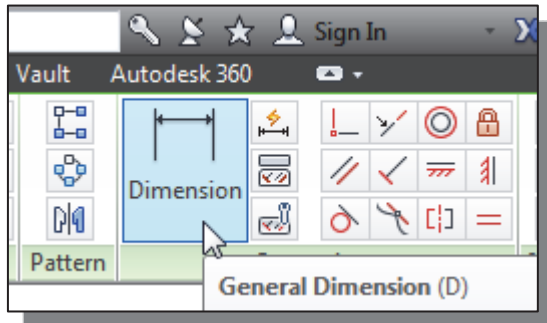 Sign In
Vault Autodesk 360
Dimension
Pattern
General Dimension (D)